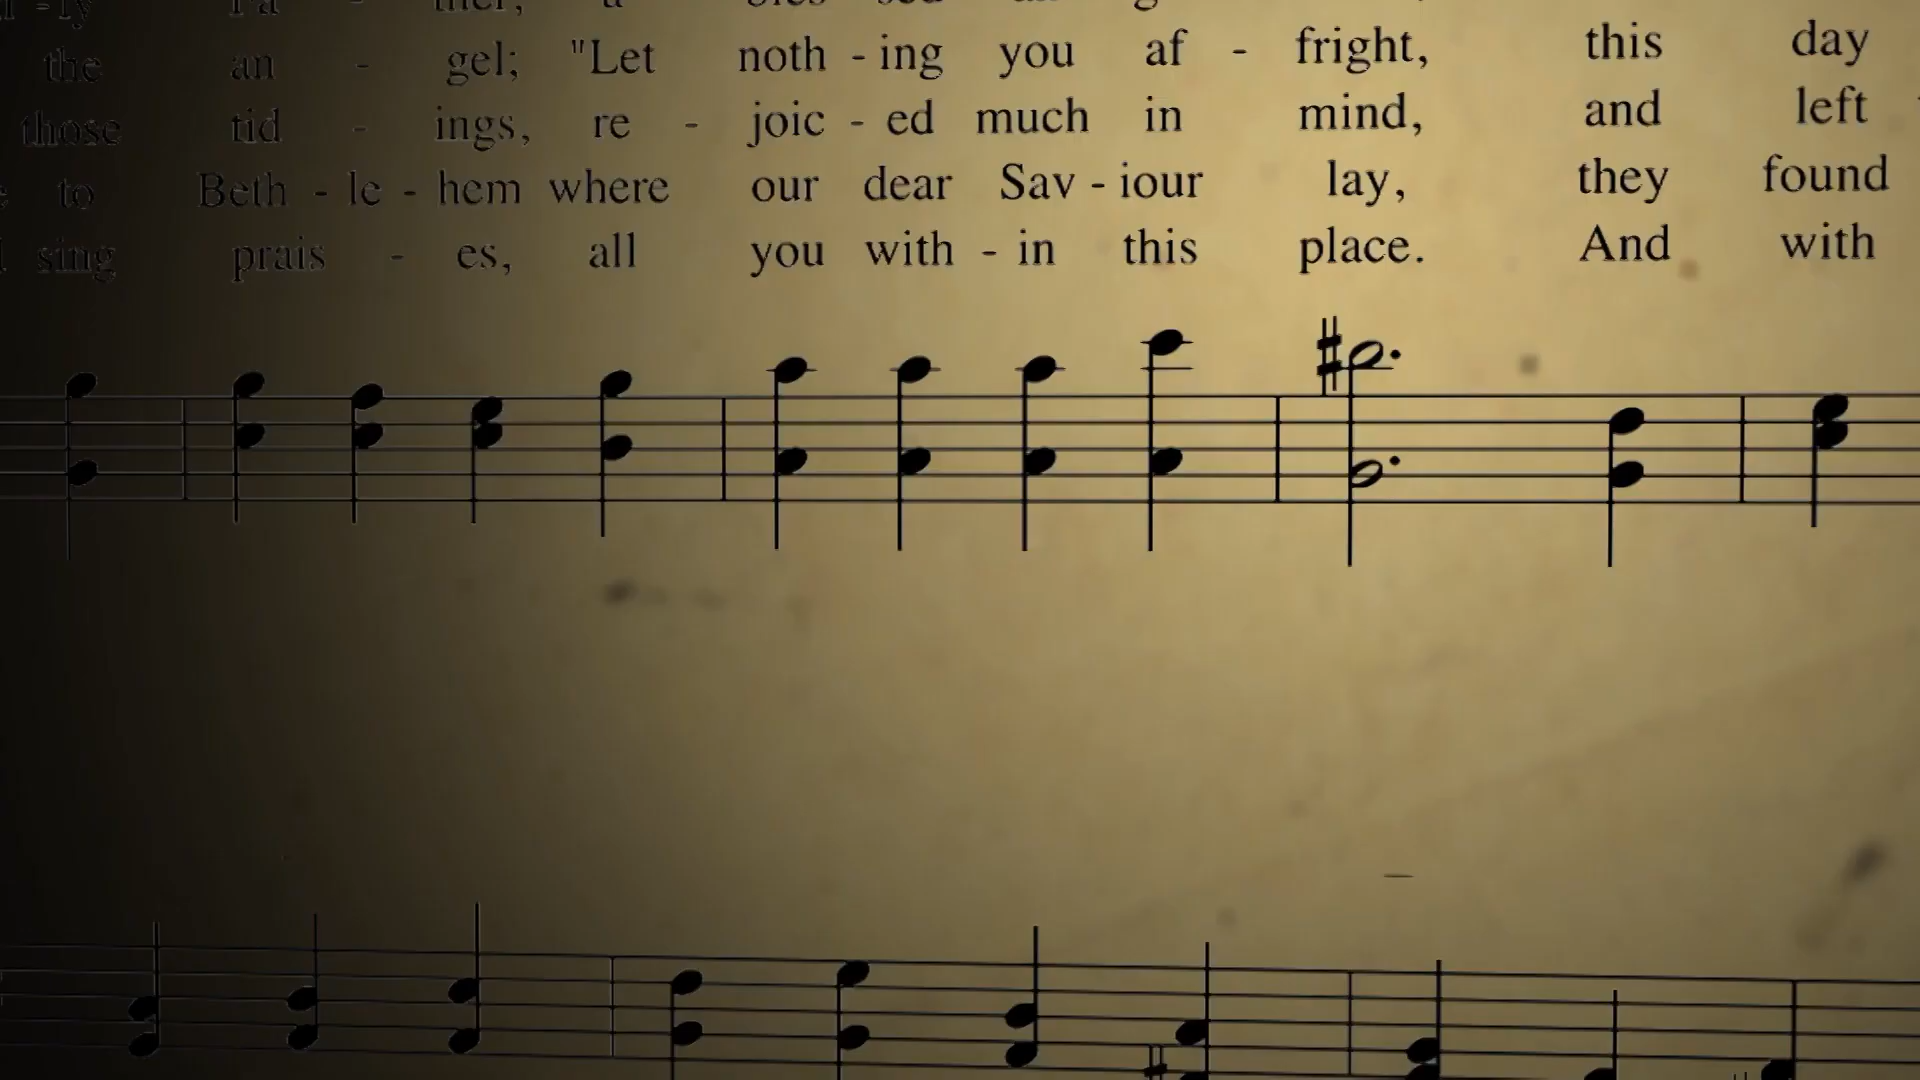 the an - gel; "Let noth - ing you af - fright, this day
those tid - ings, re - joic - ed much in mind, and left
to Beth - le - hem where our dear Sav - iour lay, they found
sing prais - es, all you with - in this place. And with